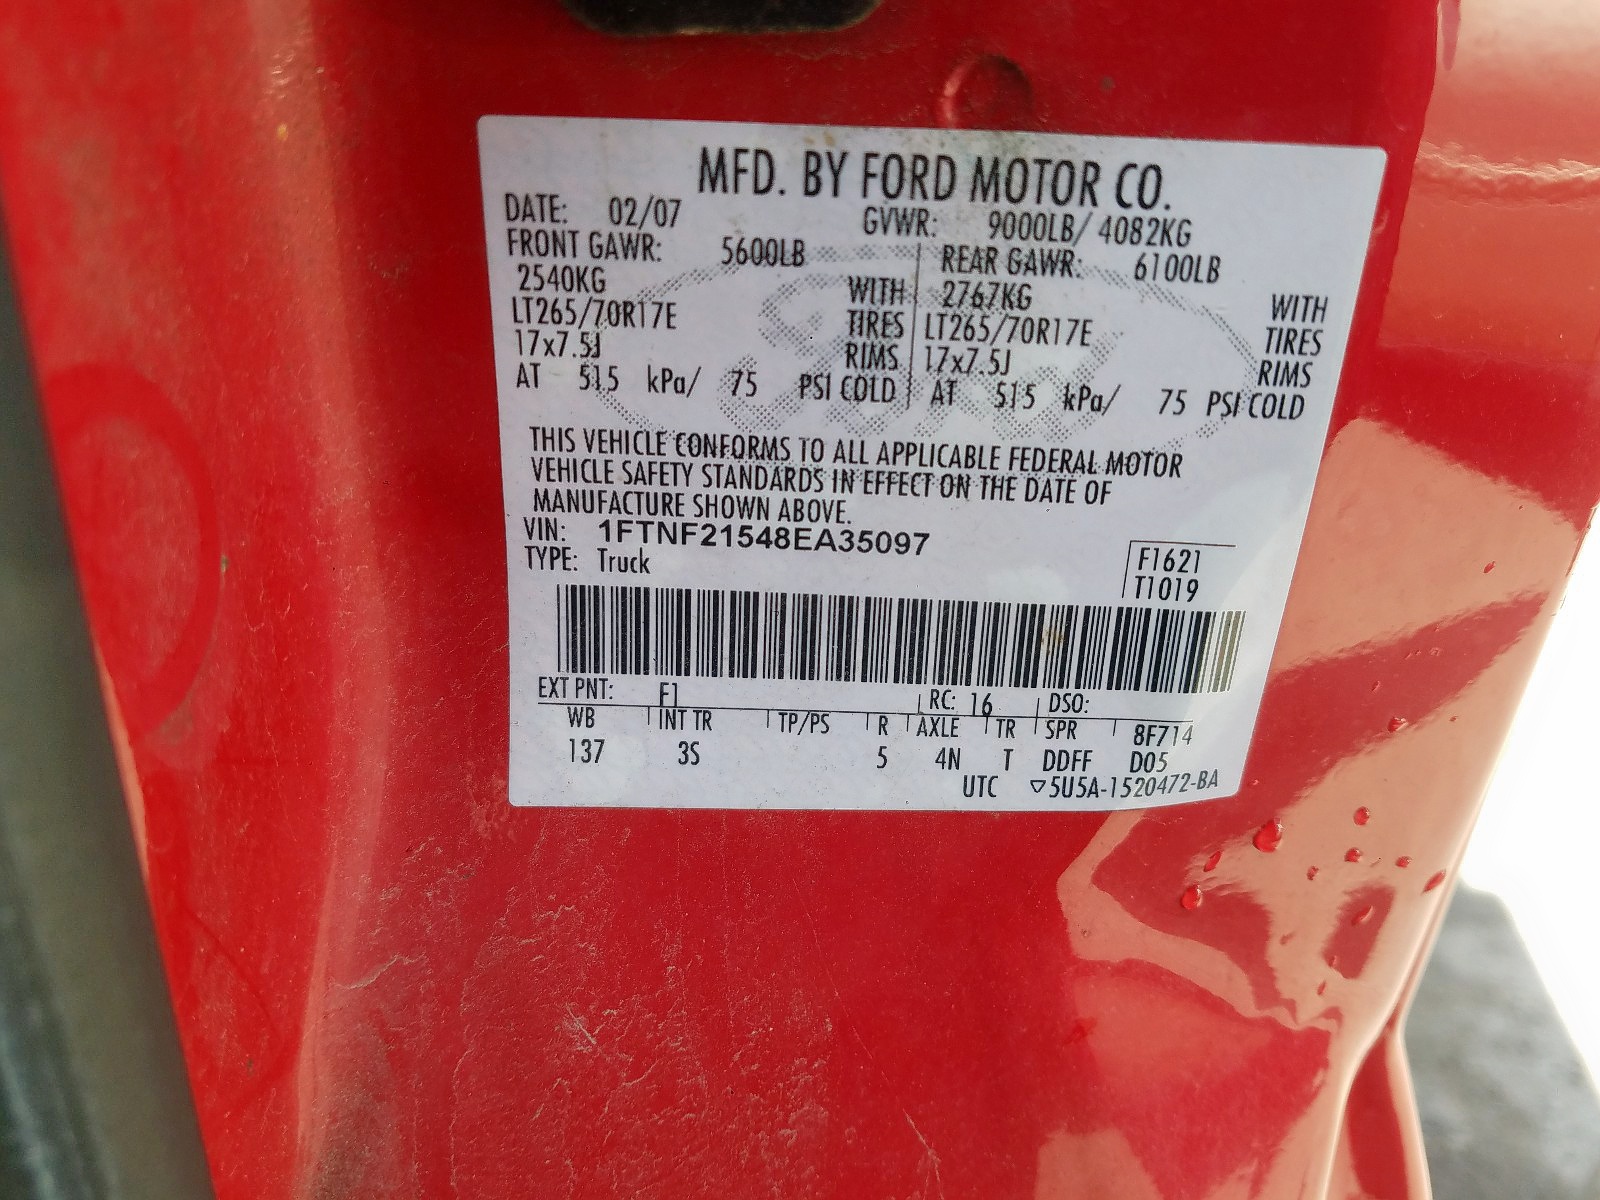 MFD. BY FORD MOTOR CO.
DATE: 02/07 GVWR: 9000LB/ 4082KG
FRONT GAWR: 5600LB REAR GAWR: 6100LB
2540KG WITH 2767KG WITH
LT265/70R17E TIRES LT265/70R17E TIRES
17x7.5J RIMS 17x7.5J RIMS
AT 515 kPa/ 75 PSI COLD AT 515 kPa/ 75 PSI COLD
THIS VEHICLE CONFORMS TO ALL APPLICABLE FEDERAL MOTOR
VEHICLE SAFETY STANDARDS IN EFFECT ON THE DATE OF
MANUFACTURE SHOWN ABOVE.
VIN: 1FTNF21548EA35097
TYPE: Truck F1621
T1019
EXT PNT: F1 RC: 16 DSO:
WB INT TR TP/PS R AXLE TR SPR 8F714
137 3S 5 4N T DDFF D05
UTC ▽5U5A-1520472-BA